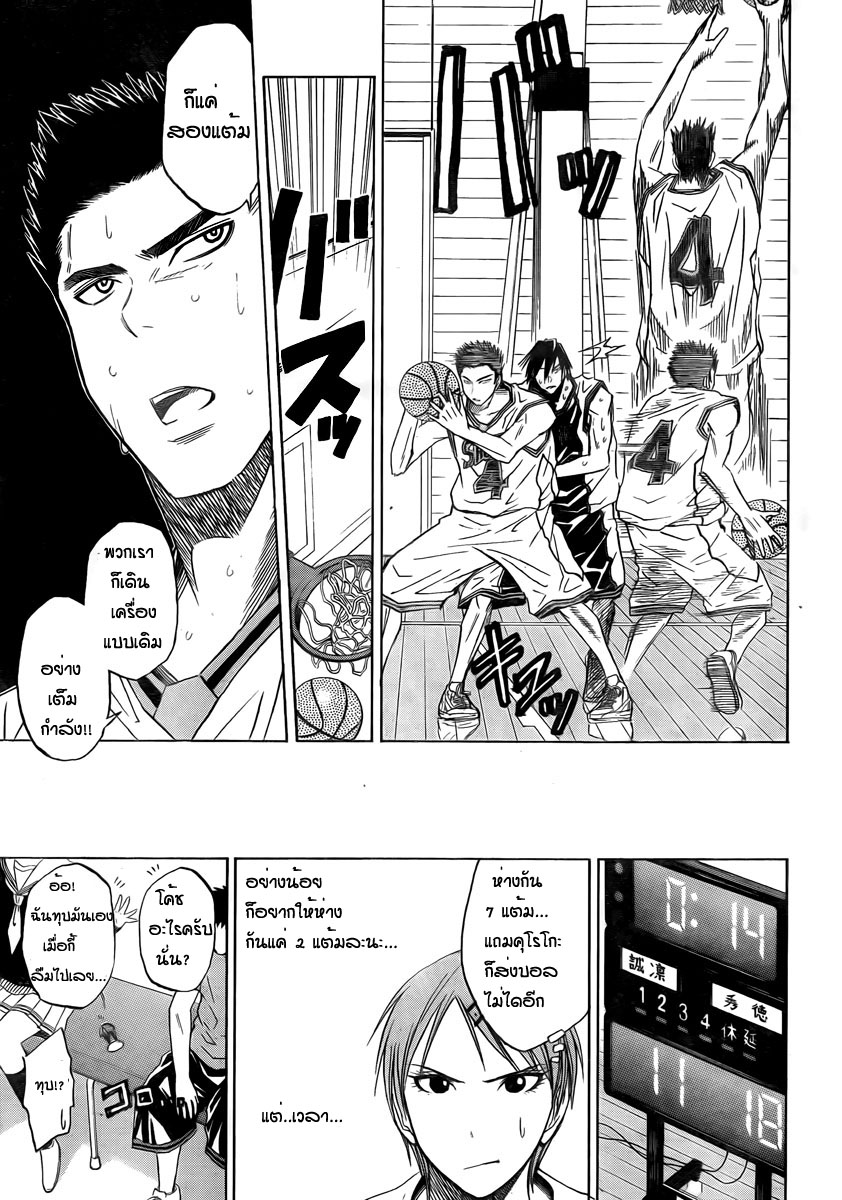 4
4
4
バ
バ
ッ
キュッ
ก็แค่
สองแต้ม
ズバッ
พวกเรา
ก็เดิน
เครื่อง
แบบเดิม
อย่าง
เต็ม
กำลัง!!
0:14
誠凛
秀徳
1 2 3 4 休 延
11
18
ห่างกัน
7 แต้ม...
แถมคุโรโกะ
ก็ส่งบอล
ไม่ได้อีก
อย่างน้อย
ก็อยากให้ห่าง
กันแค่ 2 แต้มละนะ...
แต่..เวลา...
โค้ช
อะไรครับ
นั่น?
อ้อ!
ฉันทุบมันเอง
เมื่อกี้
ลืมไปเลย...
ทุบ!?
コロ